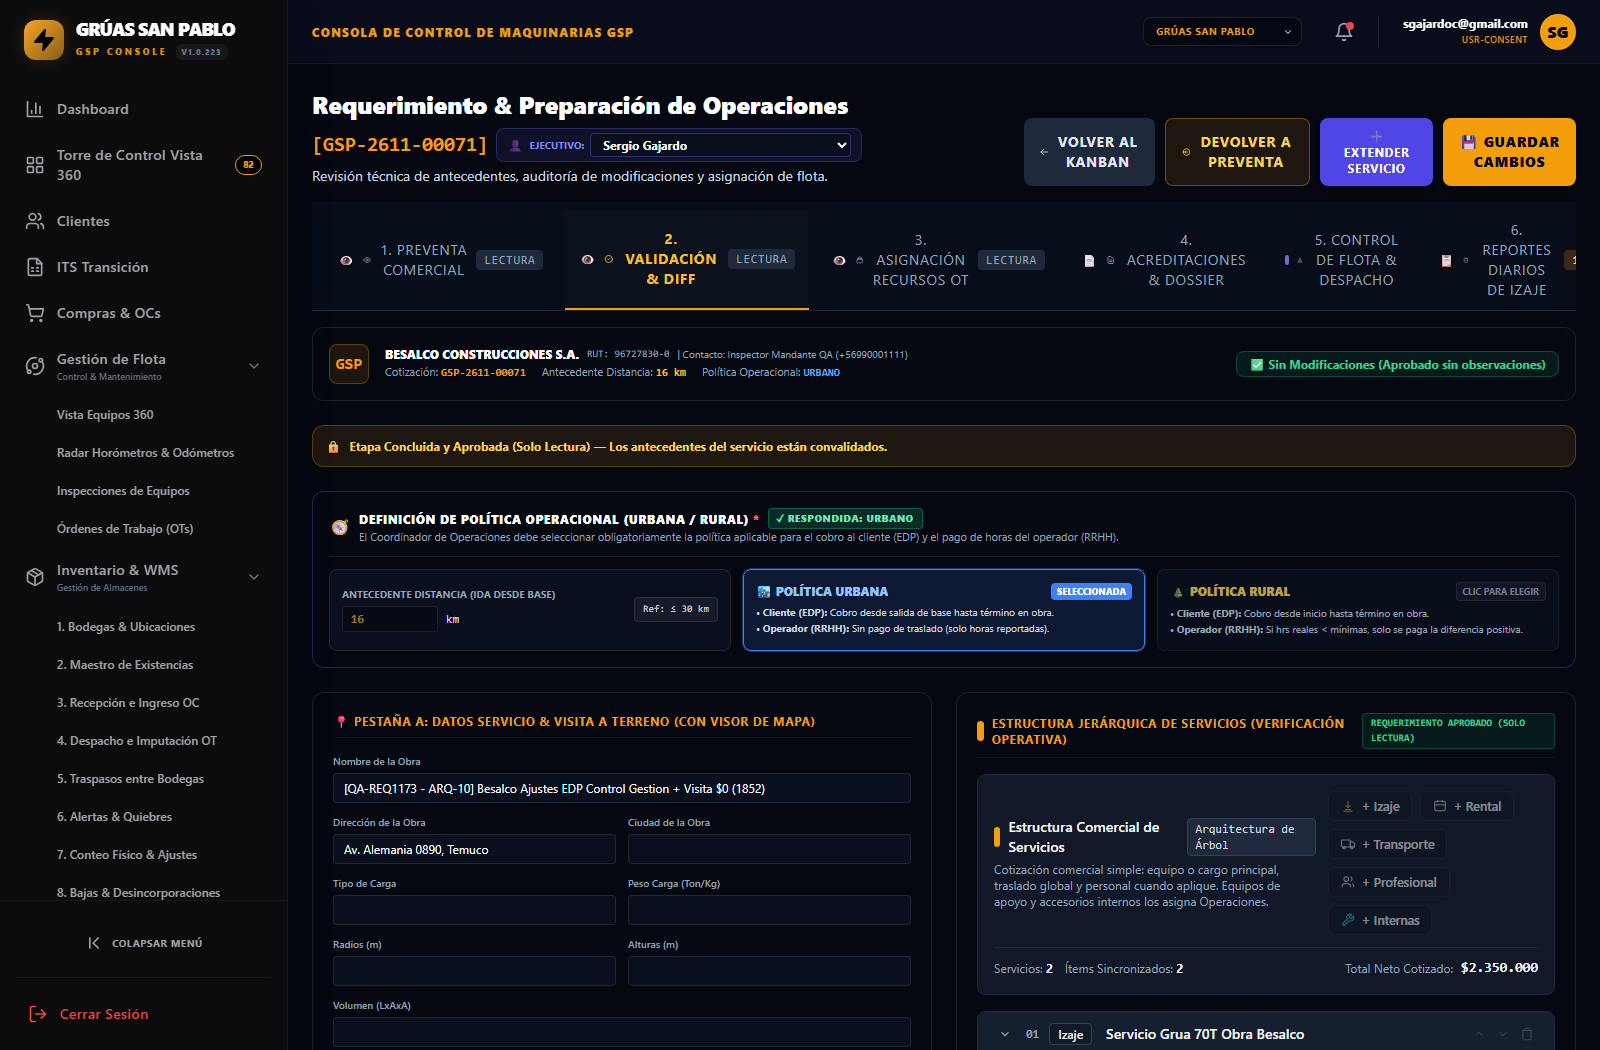 GRÚAS SAN PABLO
GSP CONSOLE V1.0.223
Dashboard
Torre de Control Vista 360
82
Clientes
ITS Transición
Compras & OCs
Gestión de Flota
Control & Mantenimiento
Vista Equipos 360
Radar Horómetros & Odómetros
Inspecciones de Equipos
Órdenes de Trabajo (OTs)
Inventario & WMS
Gestión de Almacenes
1. Bodegas & Ubicaciones
2. Maestro de Existencias
3. Recepción e Ingreso OC
4. Despacho e Imputación OT
5. Traspasos entre Bodegas
6. Alertas & Quiebres
7. Conteo Físico & Ajustes
8. Bajas & Desincorporaciones
COLAPSAR MENÚ
Cerrar Sesión
CONSOLA DE CONTROL DE MAQUINARIAS GSP
GRÚAS SAN PABLO
sgajardoc@gmail.com
USR-CONSENT
SG
Requerimiento & Preparación de Operaciones
[GSP-2611-00071]
EJECUTIVO: Sergio Gajardo
Revisión técnica de antecedentes, auditoría de modificaciones y asignación de flota.
← VOLVER AL KANBAN
DEVOLVER A PREVENTA
+ EXTENDER SERVICIO
GUARDAR CAMBIOS
1. PREVENTA COMERCIAL LECTURA
2. VALIDACIÓN & DIFF LECTURA
3. ASIGNACIÓN RECURSOS OT LECTURA
4. ACREDITACIONES & DOSSIER
5. CONTROL DE FLOTA & DESPACHO
6. REPORTES DIARIOS DE IZAJE
1
GSP
BESALCO CONSTRUCCIONES S.A. RUT: 96727830-0 | Contacto: Inspector Mandante QA (+56990001111)
Cotización: GSP-2611-00071 Antecedente Distancia: 16 km Política Operacional: URBANO
✅ Sin Modificaciones (Aprobado sin observaciones)
Etapa Concluida y Aprobada (Solo Lectura) — Los antecedentes del servicio están convalidados.
DEFINICIÓN DE POLÍTICA OPERACIONAL (URBANA / RURAL) * ✓ RESPONDIDA: URBANO
El Coordinador de Operaciones debe seleccionar obligatoriamente la política aplicable para el cobro al cliente (EDP) y el pago de horas del operador (RRHH).
ANTECEDENTE DISTANCIA (IDA DESDE BASE)
16 km
Ref: ≤ 30 km
POLÍTICA URBANA SELECCIONADA
• Cliente (EDP): Cobro desde salida de base hasta término en obra.
• Operador (RRHH): Sin pago de traslado (solo horas reportadas).
POLÍTICA RURAL CLIC PARA ELEGIR
• Cliente (EDP): Cobro desde inicio hasta término en obra.
• Operador (RRHH): Si hrs reales < mínimas, solo se paga la diferencia positiva.
PESTAÑA A: DATOS SERVICIO & VISITA A TERRENO (CON VISOR DE MAPA)
Nombre de la Obra
[QA-REQ1173 - ARQ-10] Besalco Ajustes EDP Control Gestion + Visita $0 (1852)
Dirección de la Obra
Av. Alemania 0890, Temuco
Ciudad de la Obra
Tipo de Carga
Peso Carga (Ton/Kg)
Radios (m)
Alturas (m)
Volumen (LxAxA)
ESTRUCTURA JERÁRQUICA DE SERVICIOS (VERIFICACIÓN OPERATIVA)
REQUERIMIENTO APROBADO (SOLO LECTURA)
Estructura Comercial de Servicios
Arquitectura de Árbol
Cotización comercial simple: equipo o cargo principal, traslado global y personal cuando aplique. Equipos de apoyo y accesorios internos los asigna Operaciones.
+ Izaje
+ Rental
+ Transporte
+ Profesional
+ Internas
Servicios: 2 Ítems Sincronizados: 2
Total Neto Cotizado: $2.350.000
01 Izaje Servicio Grua 70T Obra Besalco